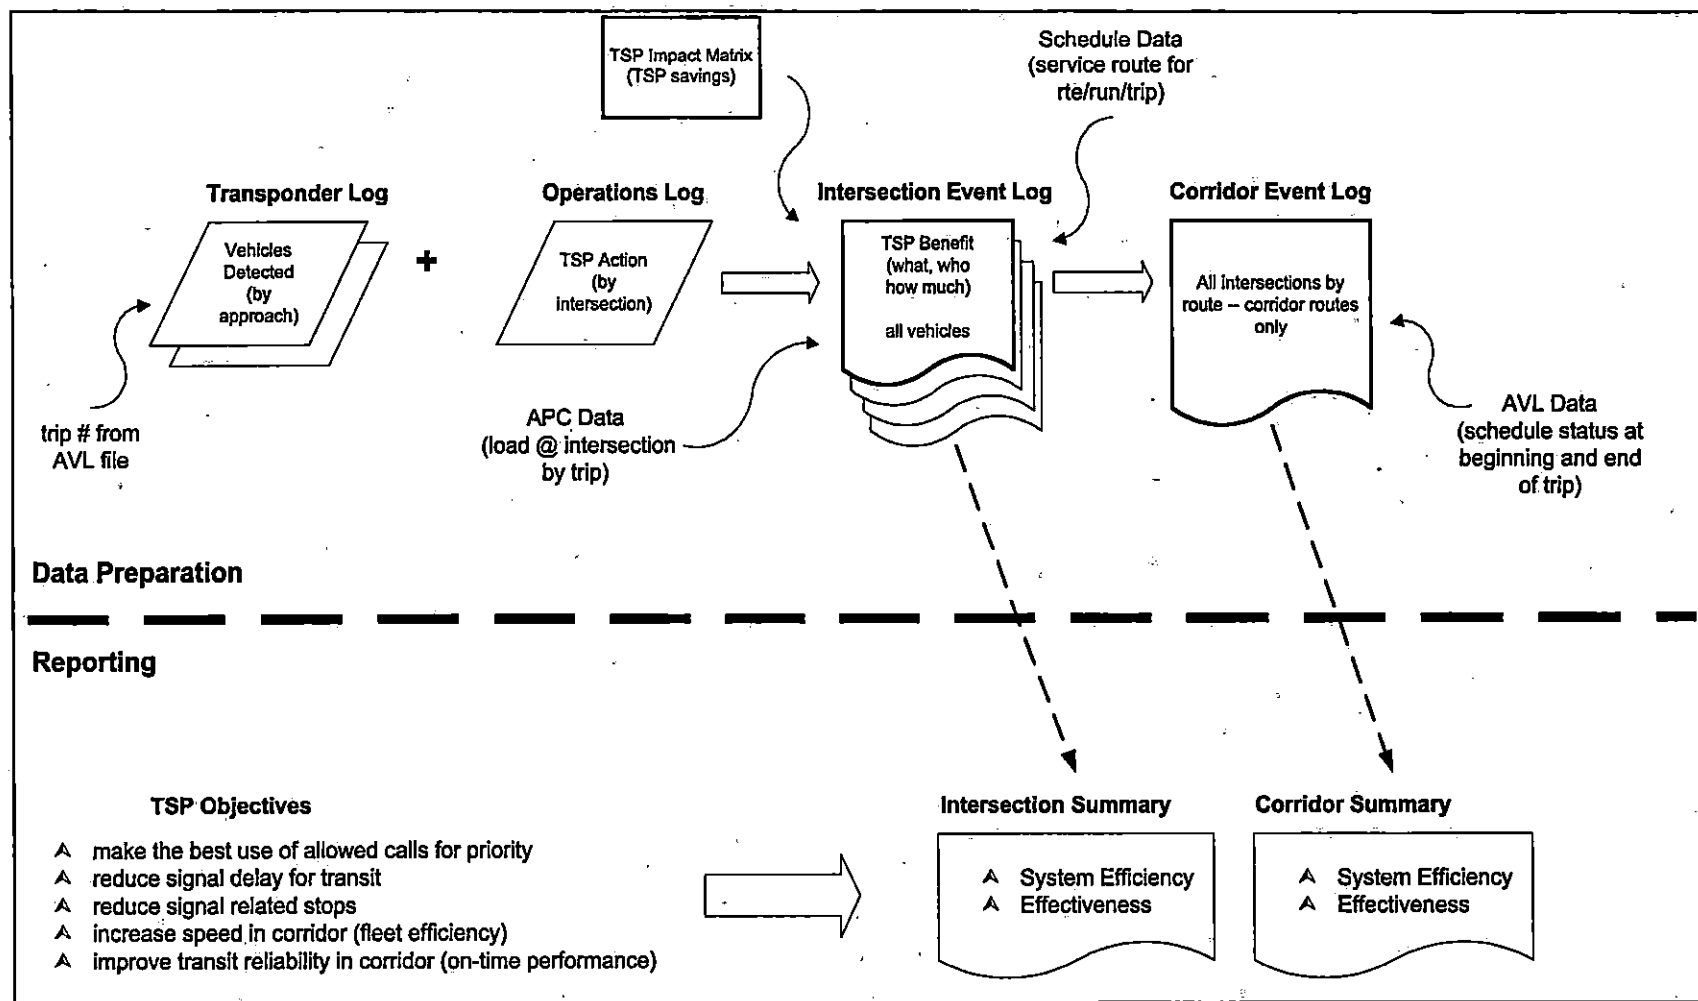 TSP Impact Matrix
(TSP savings)
Schedule Data
(service route for
rte/run/trip)
Transponder Log
Operations Log
Intersection Event Log
Corridor Event Log
Vehicles
Detected
(by
approach)
+
TSP Action
(by
intersection)
TSP Benefit
(what, who
how much)
all vehicles
All Intersections by
route – corridor routes
only
trip # from
AVL file
APC Data
(load @ intersection
by trip)
AVL Data
(schedule status at
beginning and end
of trip)
Data Preparation
Reporting
TSP Objectives
make the best use of allowed calls for priority
reduce signal delay for transit
reduce signal related stops
increase speed in corridor (fleet efficiency)
improve transit reliability in corridor (on-time performance)
Intersection Summary
System Efficiency
Effectiveness
Corridor Summary
System Efficiency
Effectiveness